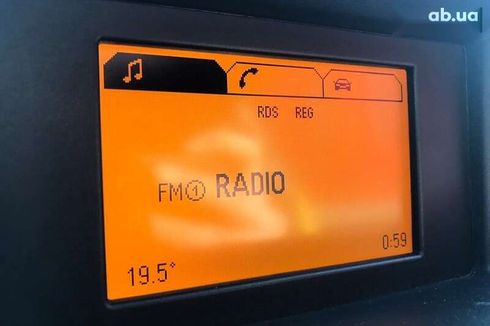 ab.ua
RDS REG
FM① RADIO
0:59
19.5°